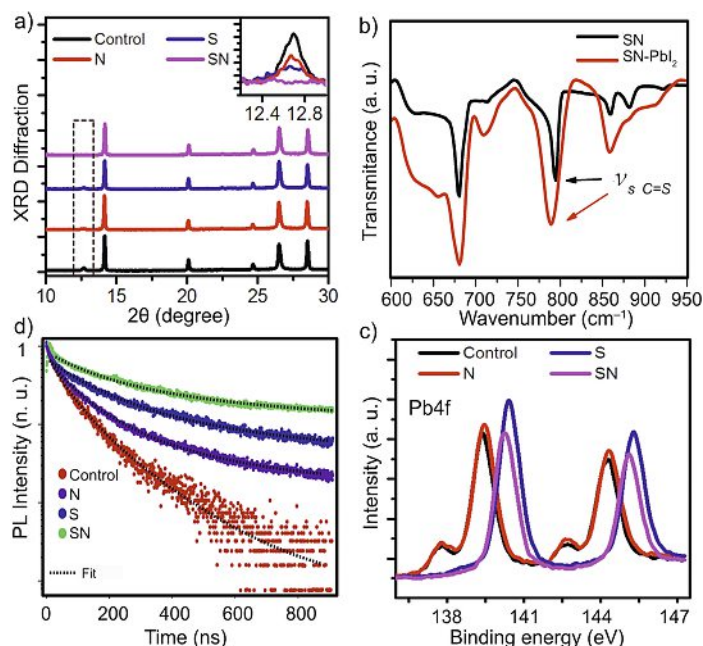 a)
Control
N
S
SN
12.4 12.8
XRD Diffraction
10 15 20 25 30
2θ (degree)
b)
SN
SN-PbI₂
νₛ C=S
Transmitance (a. u.)
600 650 700 750 800 850 900 950
Wavenumber (cm⁻¹)
d)
1
PL Intensity (n. u.)
Control
N
S
SN
Fit
0 200 400 600 800
Time (ns)
c)
Control
N
S
SN
Pb4f
Intensity (a. u.)
138 141 144 147
Binding energy (eV)